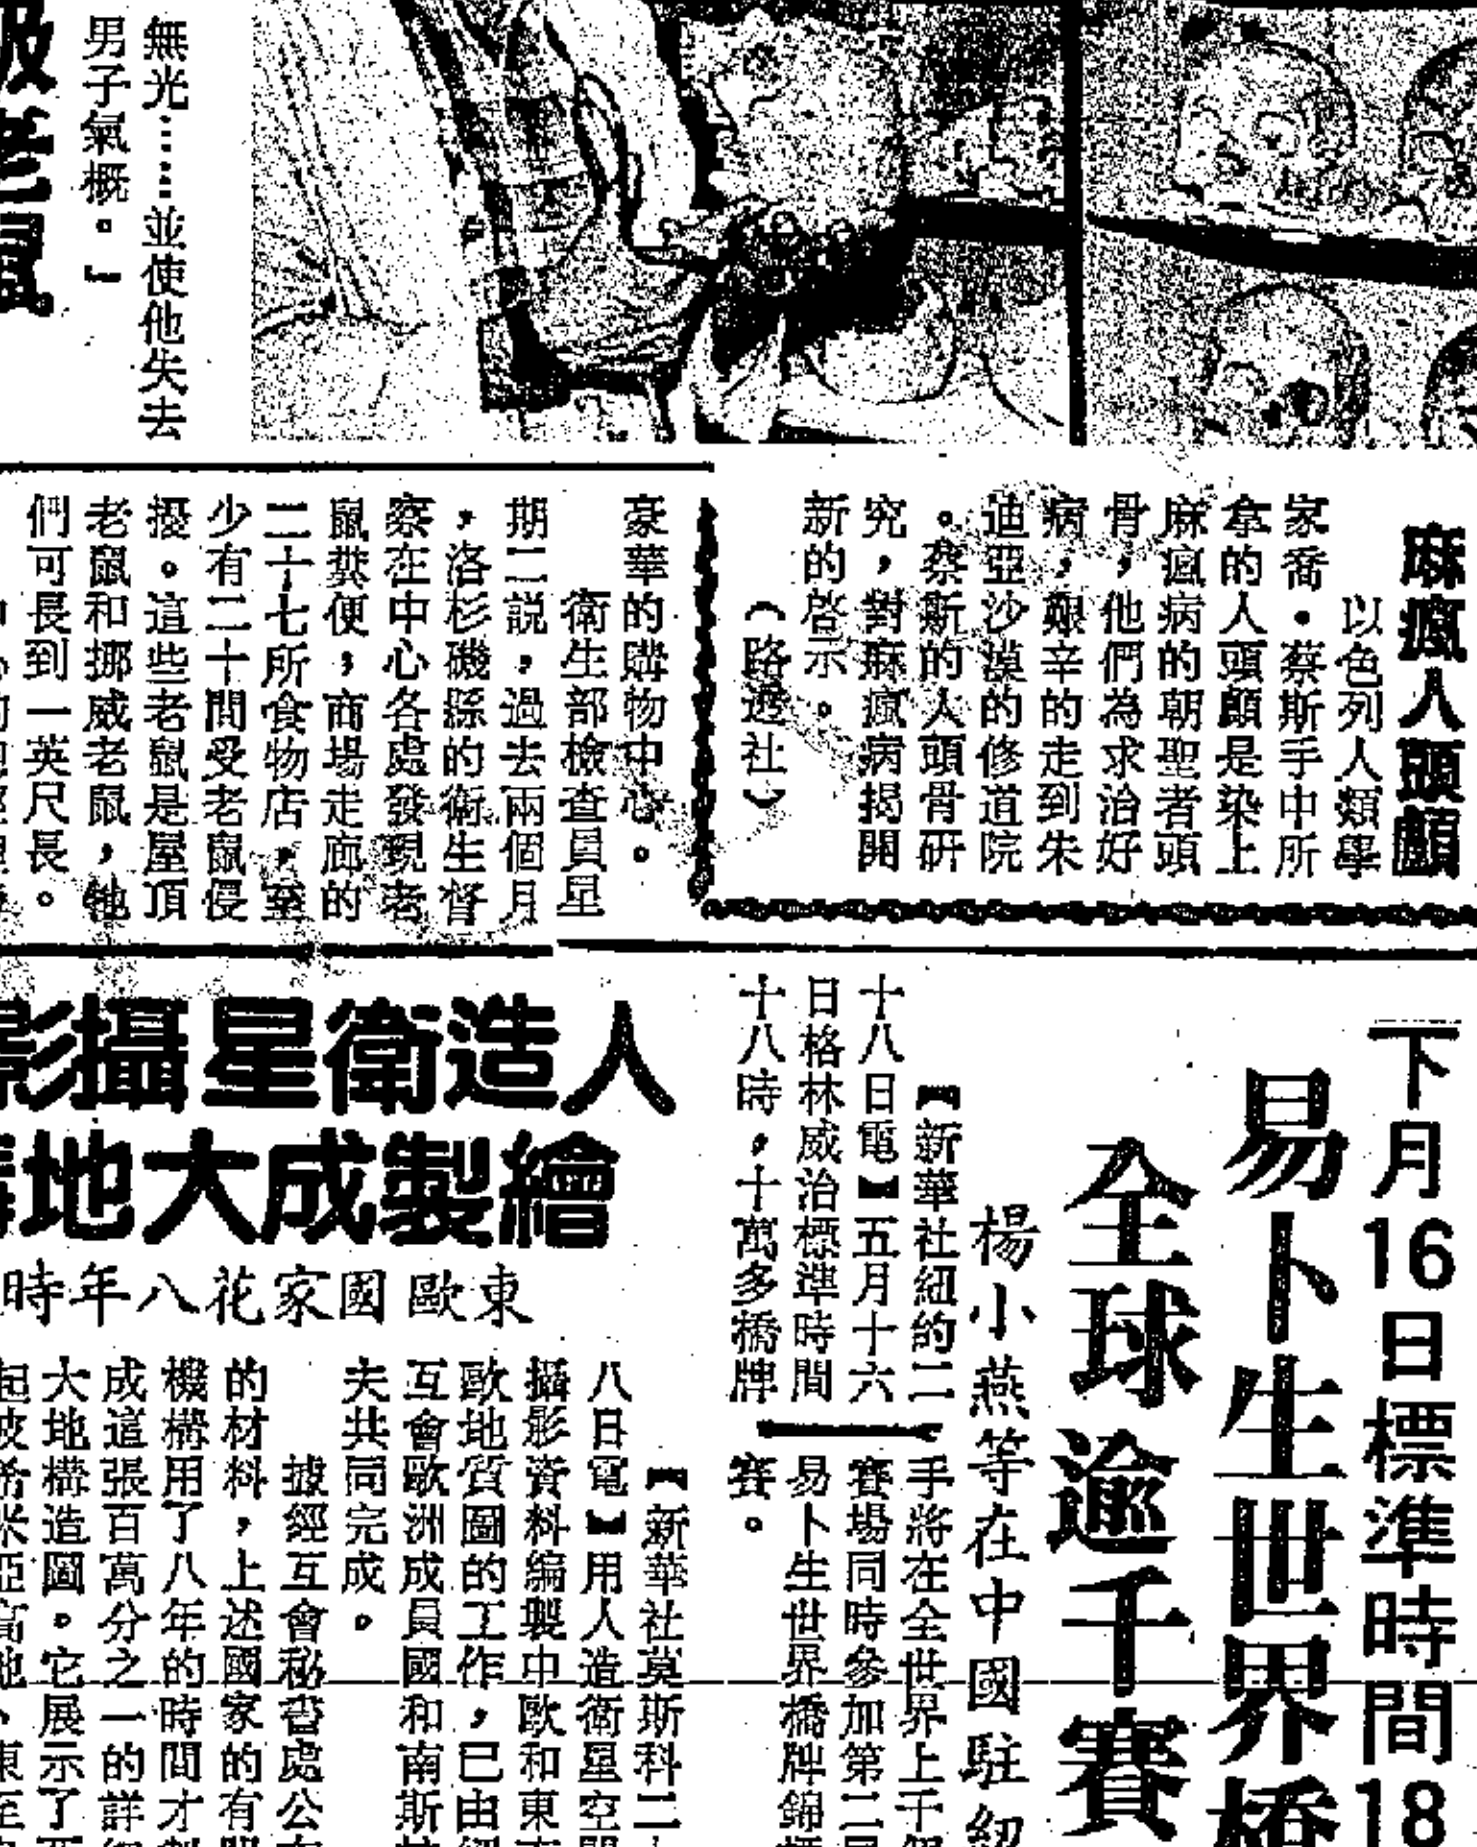 無光……並使他失去
男子氣概。」
老鼠
麻瘋人頭顱
以色列人類學
家喬·蔡斯手中所
拿的人頭顱是染上
麻瘋病的朝聖者頭
骨，他們為求治好
病，艱辛的走到朱
迪亞沙漠的修道院
。蔡斯的人頭骨研
究，對麻瘋病揭開
新的啓示。
（路透社）
豪華的購物中心。
衛生部檢查員星
期二説，過去兩個月
，洛杉磯縣的衛生督
察在中心各處發現老
鼠糞便，商場走廊的
二十七所食物店，至
少有二十間受老鼠侵
擾。這些老鼠是屋頂
老鼠和挪威老鼠，牠
們可長到一英尺長。
下月16日標準時間18
易卜生世界橋
全球逾千賽
楊小燕等在中國駐紐
【新華社紐約二
十八日電】五月十六
日格林威治標準時間
十八時，十萬多橋牌
手將在全世界上千個
賽場同時參加第二屆
易卜生世界橋牌錦標
賽。
人造衛星攝影
繪製成大地
東歐國家花八年時
【新華社莫斯科二十
八日電】用人造衛星空間
攝影資料編製中歐和東
歐地質圖的工作，已由經
互會歐洲成員國和南斯拉
夫共同完成。
據經互會秘書處公布
的材料，上述國家的有關
機構用了八年的時間才
成這張百萬分之一的詳細
大地構造圖。它展示了